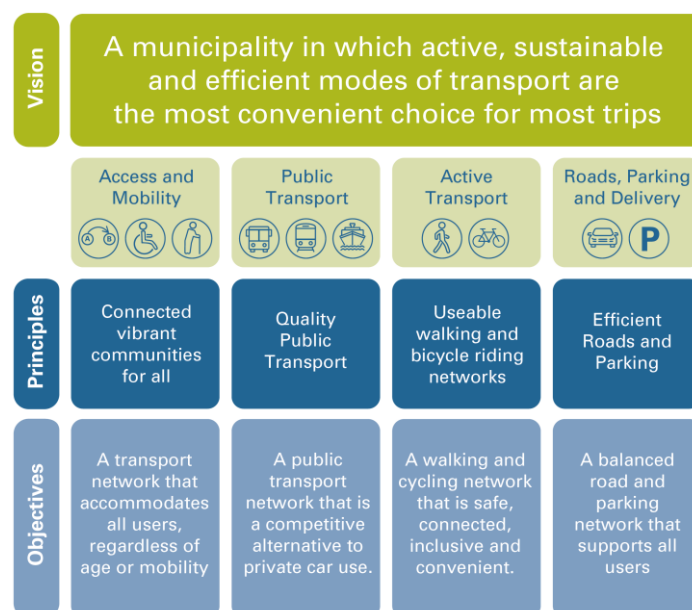 Vision
A municipality in which active, sustainable
and efficient modes of transport are
the most convenient choice for most trips
Access and
Mobility
A B
Public
Transport
Active
Transport
Roads, Parking
and Delivery
P
Principles
Connected
vibrant
communities
for all
Quality
Public
Transport
Useable
walking and
bicycle riding
networks
Efficient
Roads and
Parking
Objectives
A transport
network that
accommodates
all users,
regardless of
age or mobility
A public
transport
network that is
a competitive
alternative to
private car use.
A walking and
cycling network
that is safe,
connected,
inclusive and
convenient.
A balanced
road and
parking
network that
supports all
users